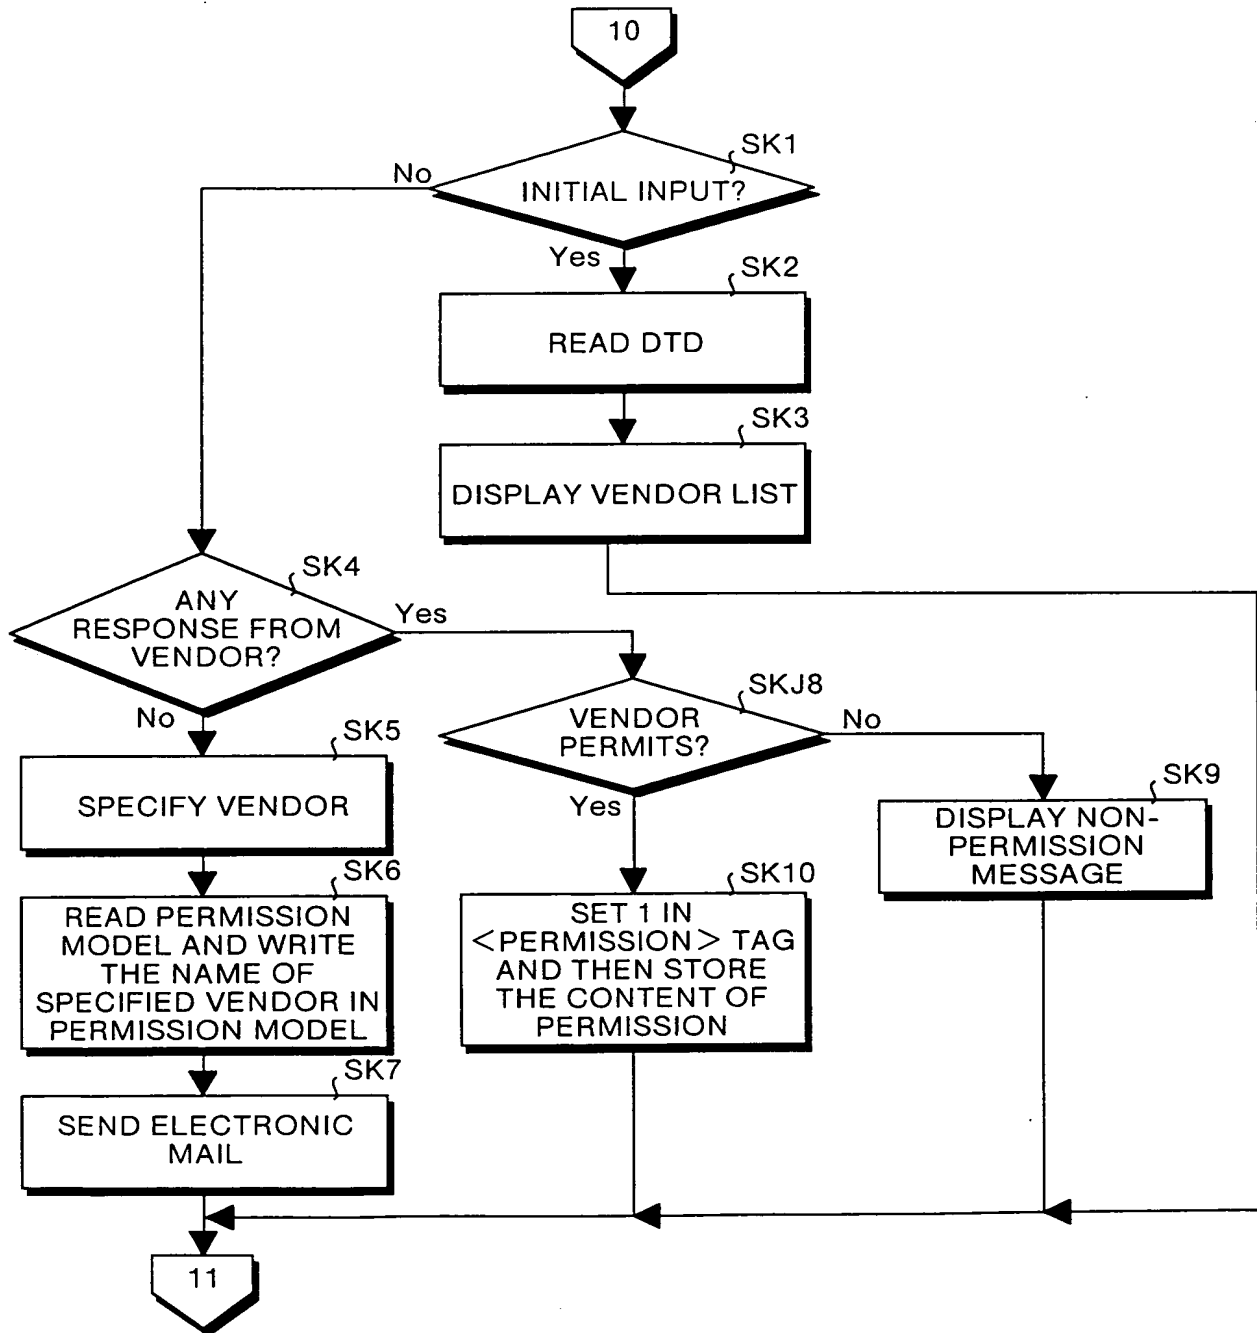 10
SK1
No
INITIAL INPUT?
Yes
SK2
READ DTD
SK3
DISPLAY VENDOR LIST
SK4
ANY
RESPONSE FROM
VENDOR?
Yes
No
SKJ8
VENDOR
PERMITS?
No
Yes
SK5
SPECIFY VENDOR
SK9
DISPLAY NON-
PERMISSION
MESSAGE
SK6
READ PERMISSION
MODEL AND WRITE
THE NAME OF
SPECIFIED VENDOR IN
PERMISSION MODEL
SK10
SET 1 IN
<PERMISSION> TAG
AND THEN STORE
THE CONTENT OF
PERMISSION
SK7
SEND ELECTRONIC
MAIL
11